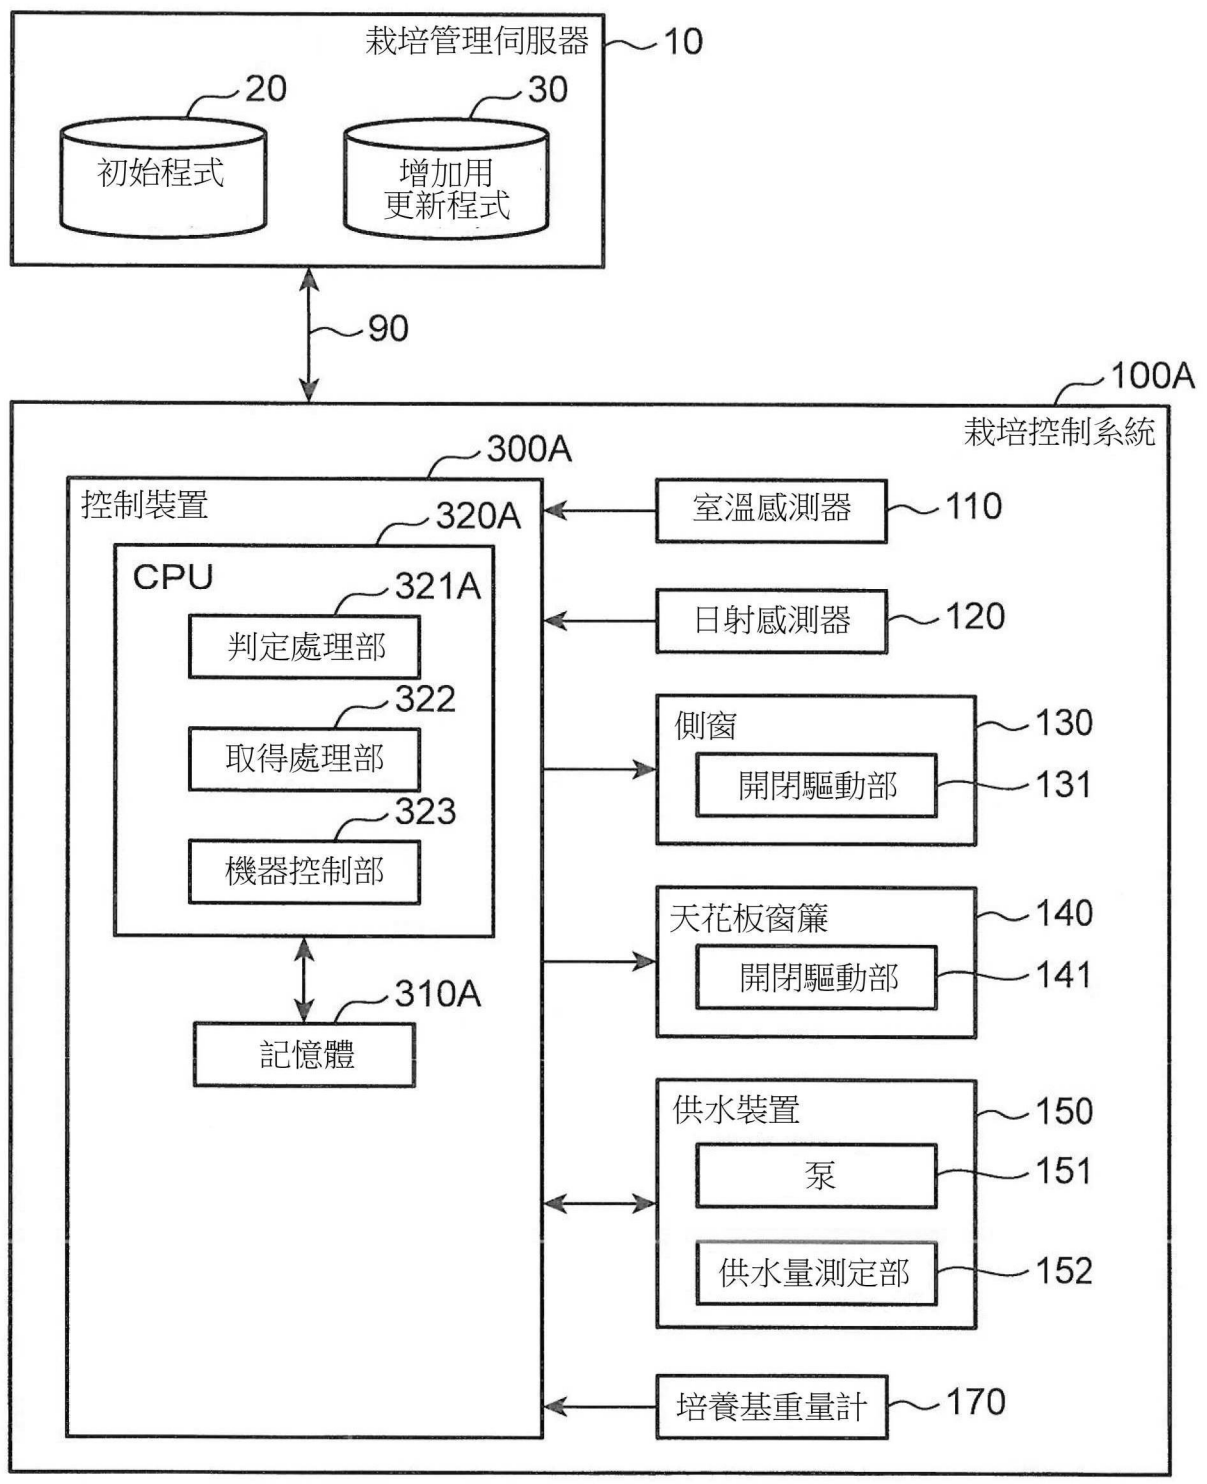 栽培管理伺服器
10
20
初始程式
30
增加用
更新程式
90
100A
栽培控制系統
300A
控制裝置
320A
CPU
321A
判定處理部
322
取得處理部
323
機器控制部
310A
記憶體
室溫感測器
110
日射感測器
120
側窗
130
開閉驅動部
131
天花板窗簾
140
開閉驅動部
141
供水裝置
150
泵
151
供水量測定部
152
培養基重量計
170